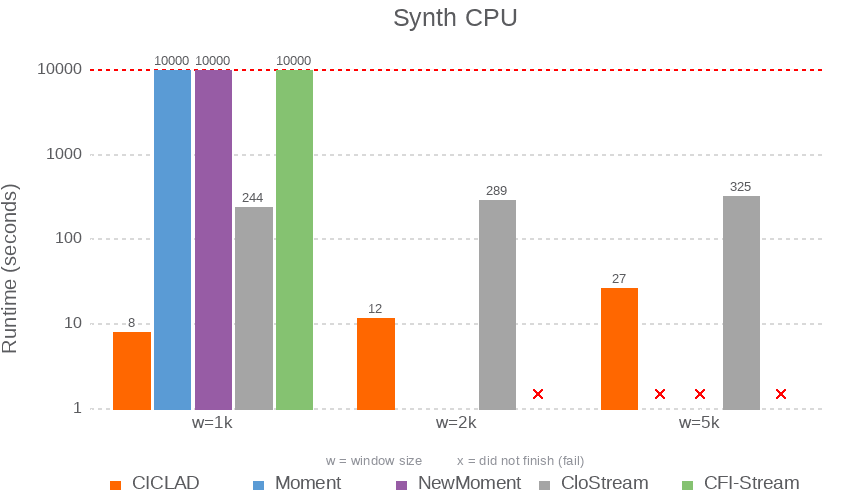 Synth CPU
10000 10000 10000
10000
1000
244
289
325
100
27
12
8
10
1
Runtime (seconds)
w=1k w=2k w=5k
w = window size x = did not finish (fail)
CICLAD Moment NewMoment CloStream CFI-Stream